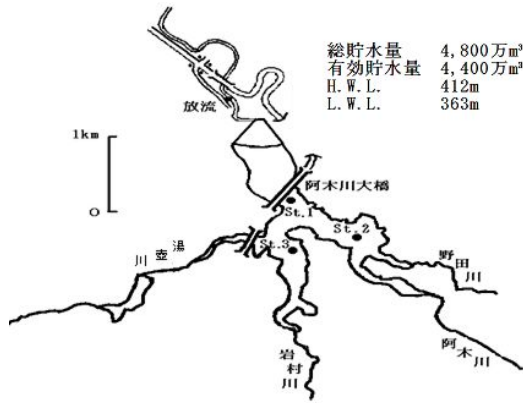 総貯水量 4,800万m³
有効貯水量 4,400万m³
H.W.L. 412m
L.W.L. 363m
放流
1km
0
阿木川大橋
St.1
St.2
St.3
湯壺川
野田川
阿木川
岩村川